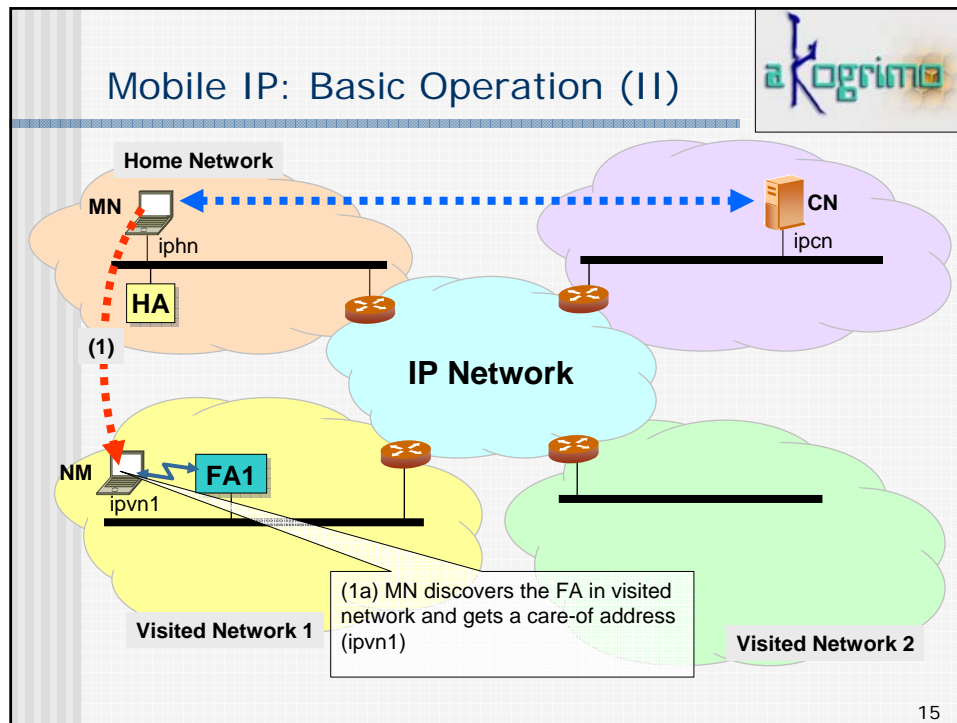 Mobile IP: Basic Operation (II)
akogrimo
Home Network
MN
CN
iphn
ipcn
HA
(1)
IP Network
NM
FA1
ipvn1
(1a) MN discovers the FA in visited
network and gets a care-of address
(ipvn1)
Visited Network 1
Visited Network 2
15